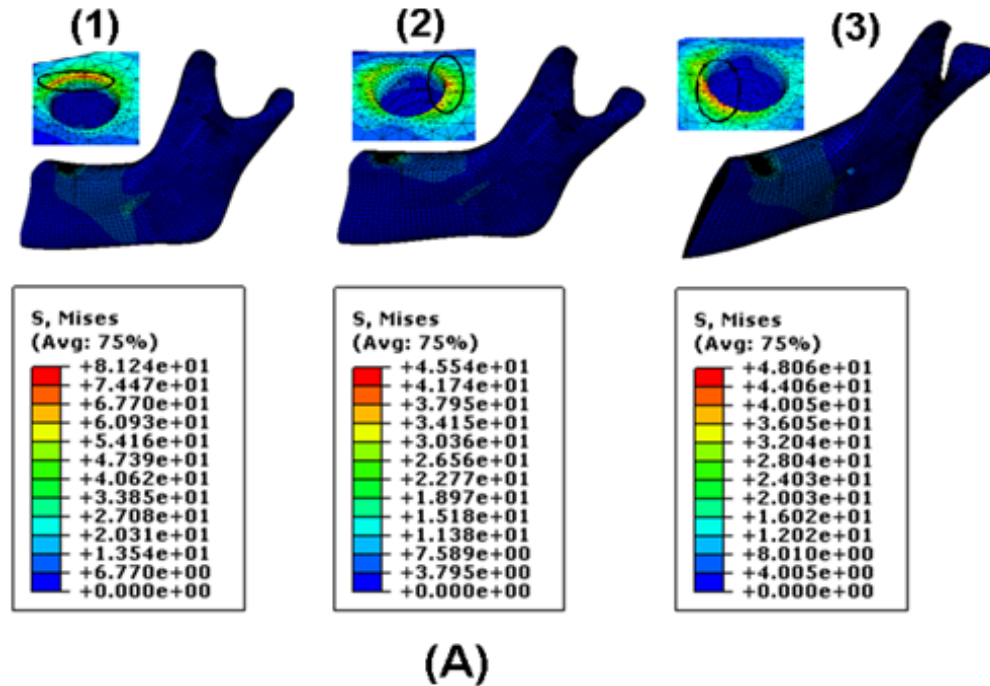 (1)
(2)
(3)
S, Mises
(Avg: 75%)
+8.124e+01
+7.447e+01
+6.770e+01
+6.093e+01
+5.416e+01
+4.739e+01
+4.062e+01
+3.385e+01
+2.708e+01
+2.031e+01
+1.354e+01
+6.770e+00
+0.000e+00
S, Mises
(Avg: 75%)
+4.554e+01
+4.174e+01
+3.795e+01
+3.415e+01
+3.036e+01
+2.656e+01
+2.277e+01
+1.897e+01
+1.518e+01
+1.138e+01
+7.589e+00
+3.795e+00
+0.000e+00
S, Mises
(Avg: 75%)
+4.806e+01
+4.406e+01
+4.005e+01
+3.605e+01
+3.204e+01
+2.804e+01
+2.403e+01
+2.003e+01
+1.602e+01
+1.202e+01
+8.010e+00
+4.005e+00
+0.000e+00
(A)